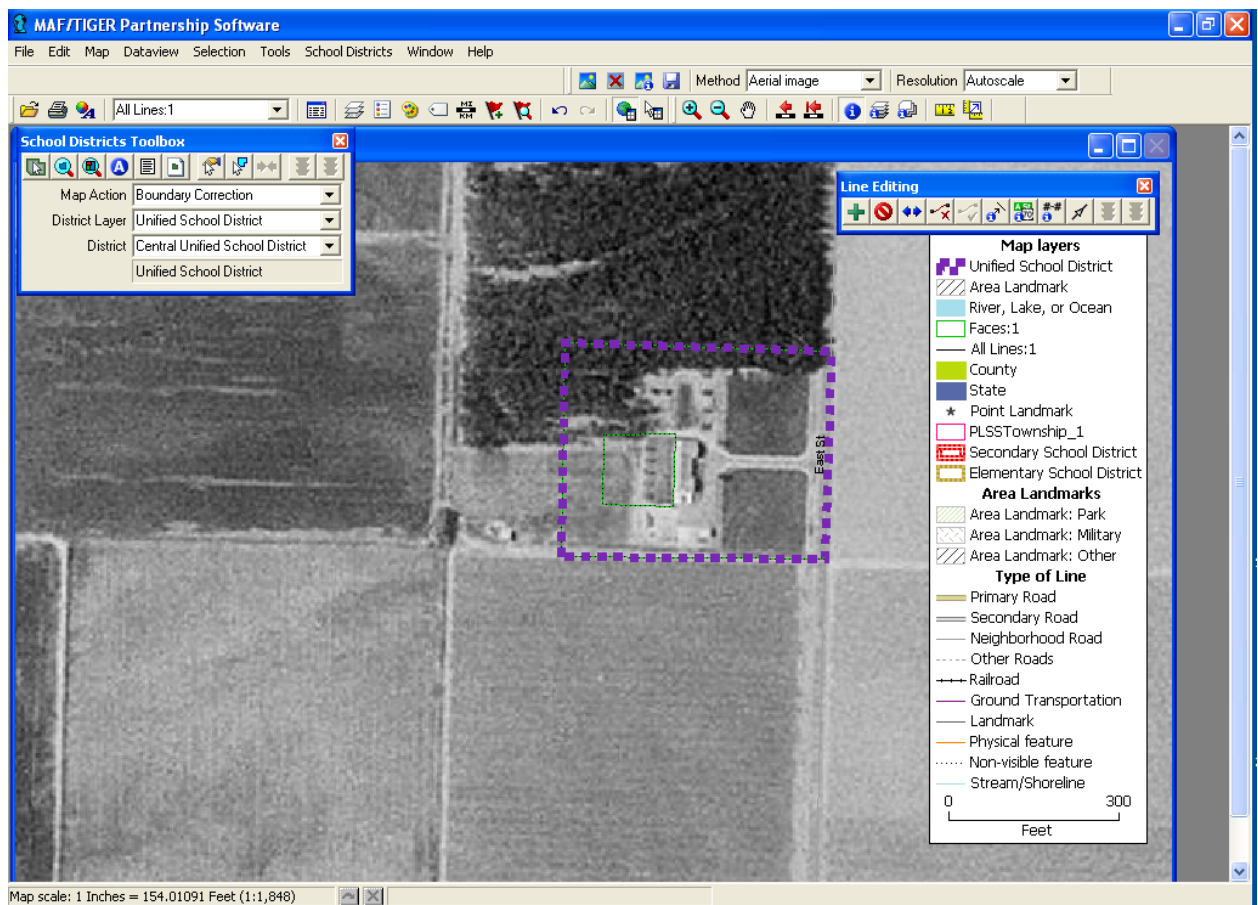 MAF/TIGER Partnership Software
File Edit Map Dataview Selection Tools School Districts Window Help
Method Aerial image Resolution Autoscale
All Lines:1
MI
KM
School Districts Toolbox
Map Action Boundary Correction
District Layer Unified School District
District Central Unified School District
Unified School District
Line Editing
East St
Map layers
Unified School District
Area Landmark
River, Lake, or Ocean
Faces:1
All Lines:1
County
State
Point Landmark
PLSSTownship_1
Secondary School District
Elementary School District
Area Landmarks
Area Landmark: Park
Area Landmark: Military
Area Landmark: Other
Type of Line
Primary Road
Secondary Road
Neighborhood Road
Other Roads
Railroad
Ground Transportation
Landmark
Physical feature
Non-visible feature
Stream/Shoreline
0 300
Feet
Map scale: 1 Inches = 154.01091 Feet (1:1,848)